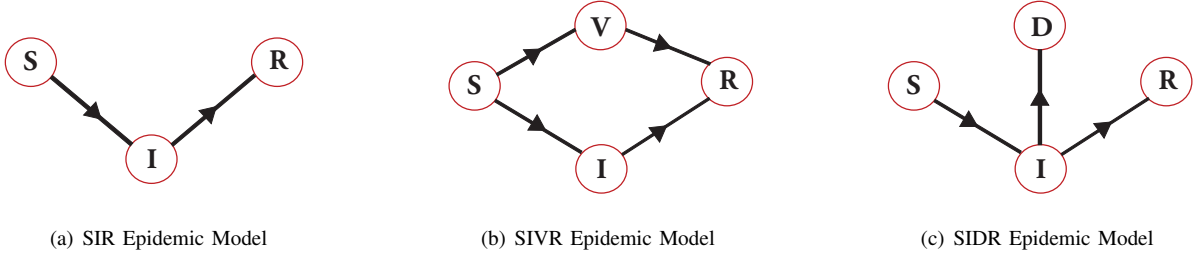 S
R
I
(a) SIR Epidemic Model
V
S
R
I
(b) SIVR Epidemic Model
D
S
R
I
(c) SIDR Epidemic Model